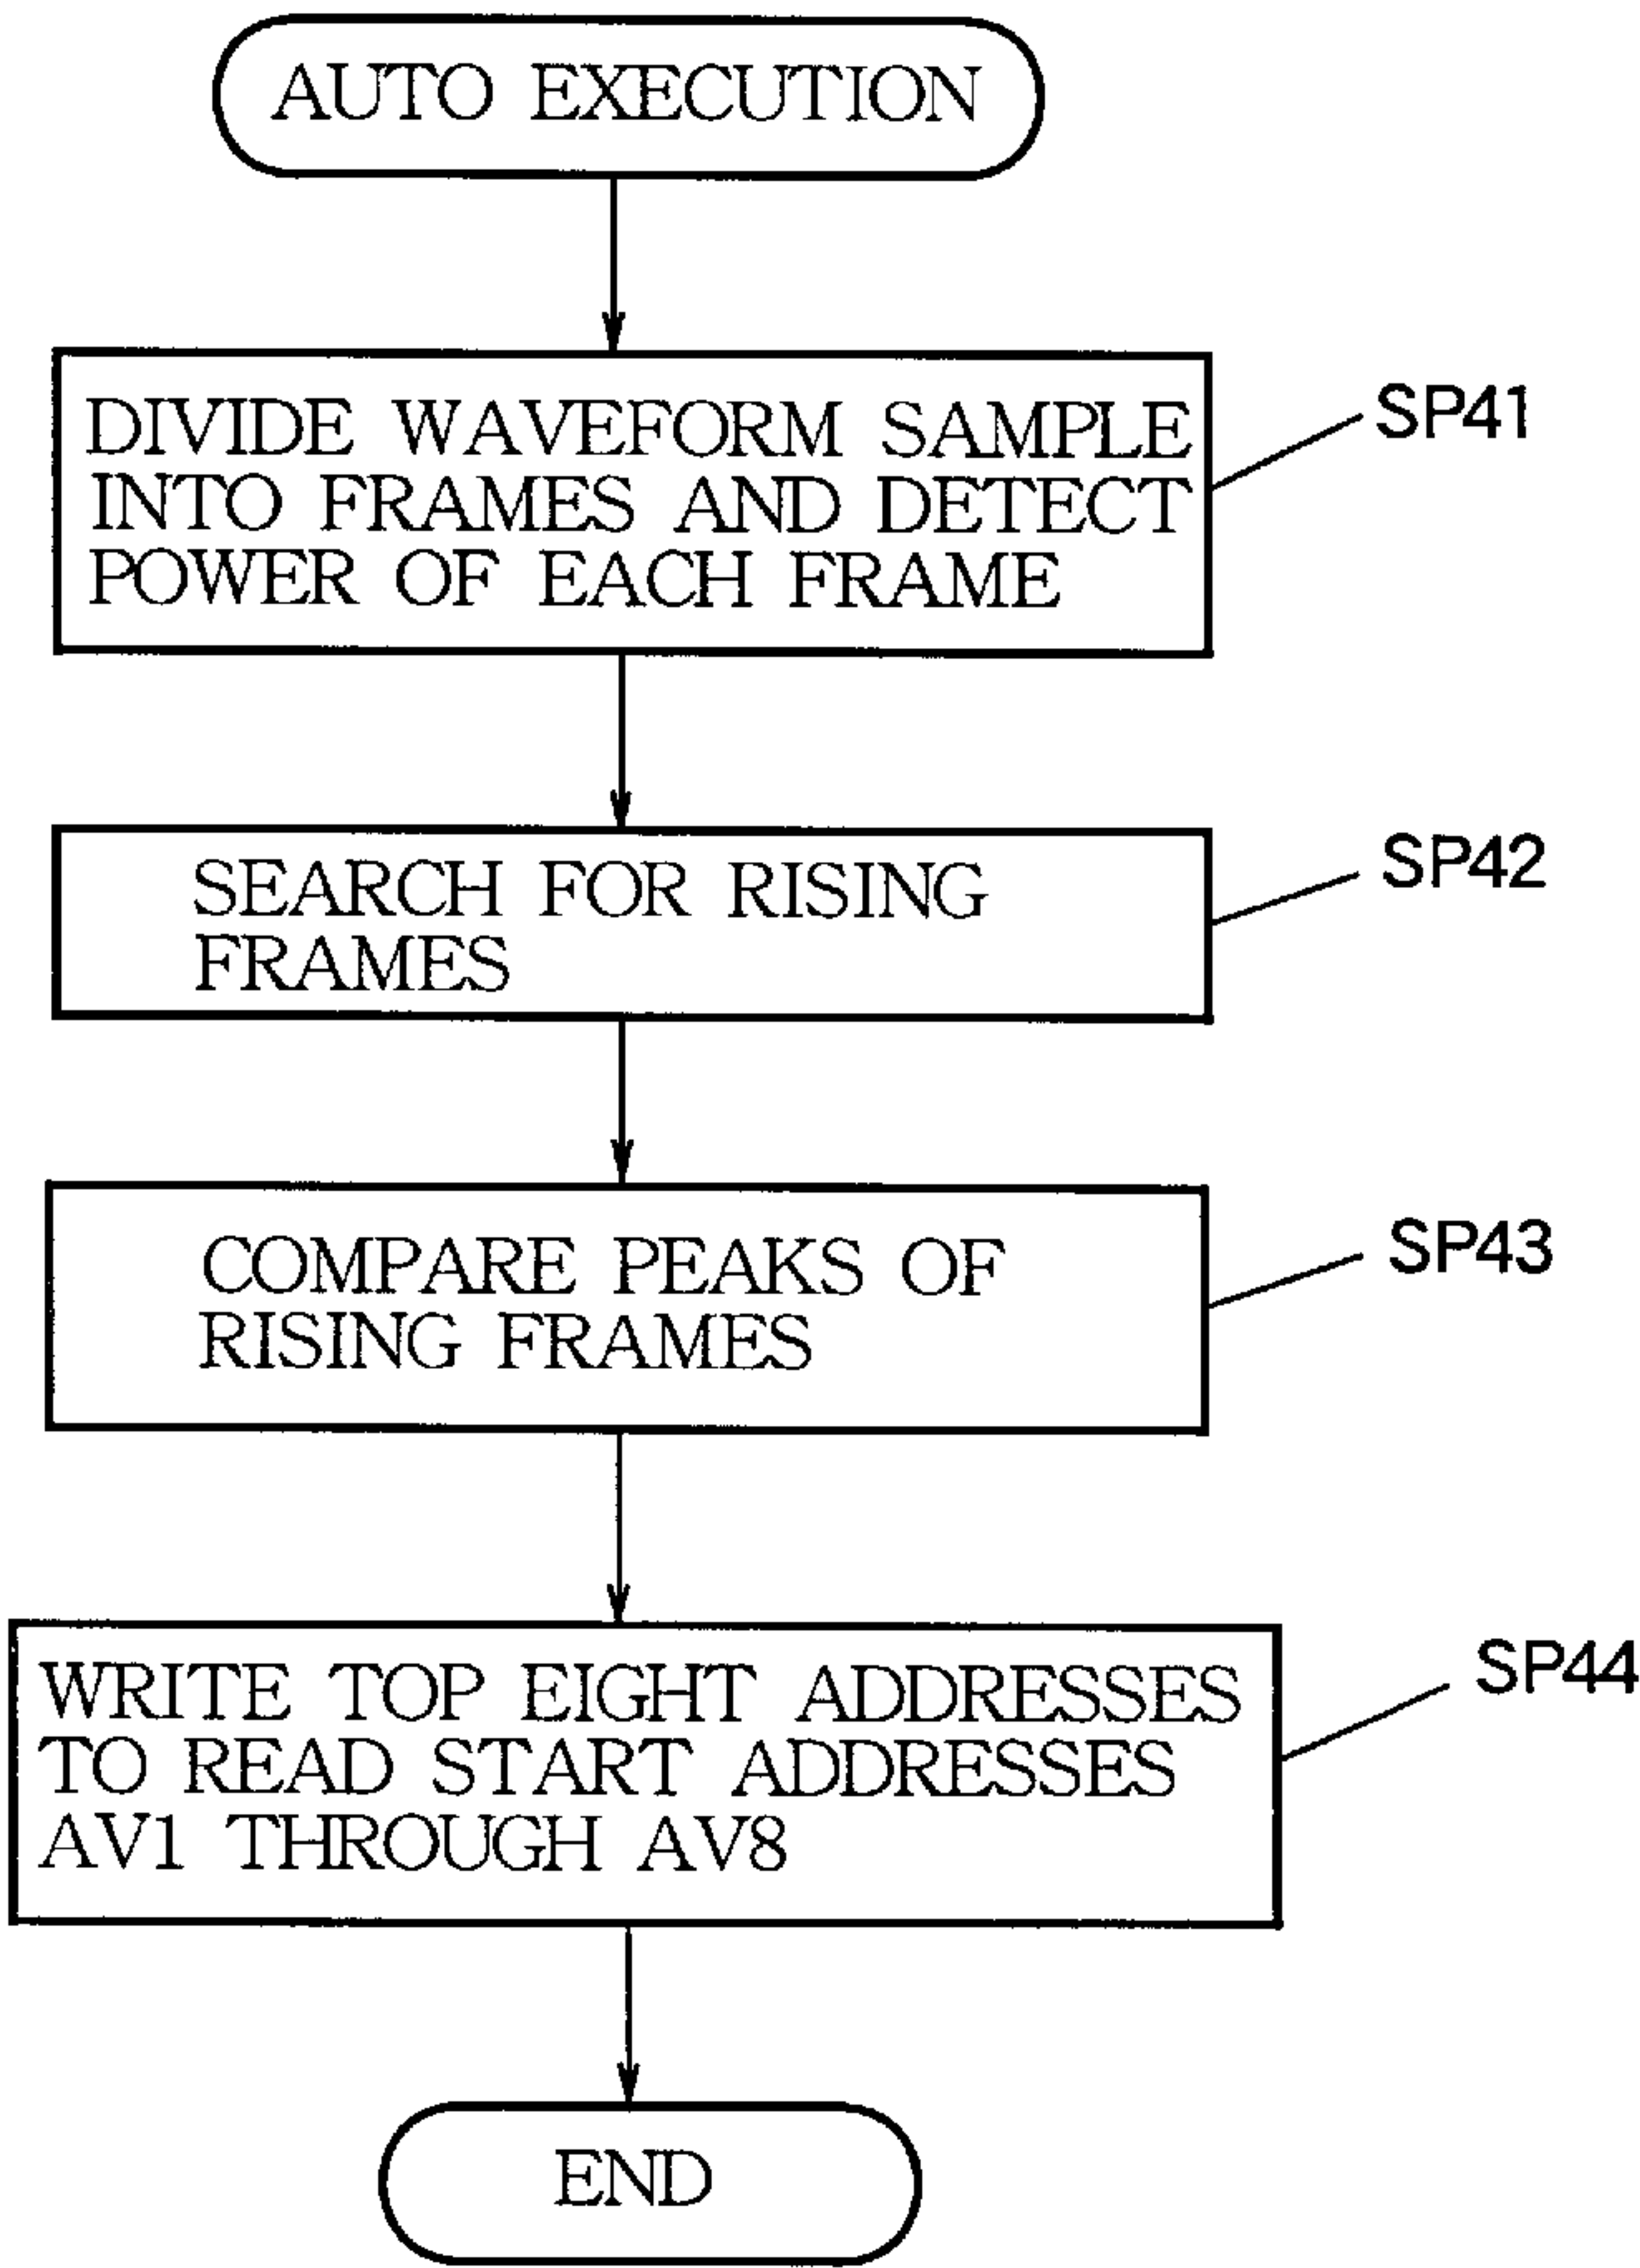 AUTO EXECUTION
DIVIDE WAVEFORM SAMPLE
INTO FRAMES AND DETECT
POWER OF EACH FRAME
SP41
SEARCH FOR RISING
FRAMES
SP42
COMPARE PEAKS OF
RISING FRAMES
SP43
WRITE TOP EIGHT ADDRESSES
TO READ START ADDRESSES
AV1 THROUGH AV8
SP44
END